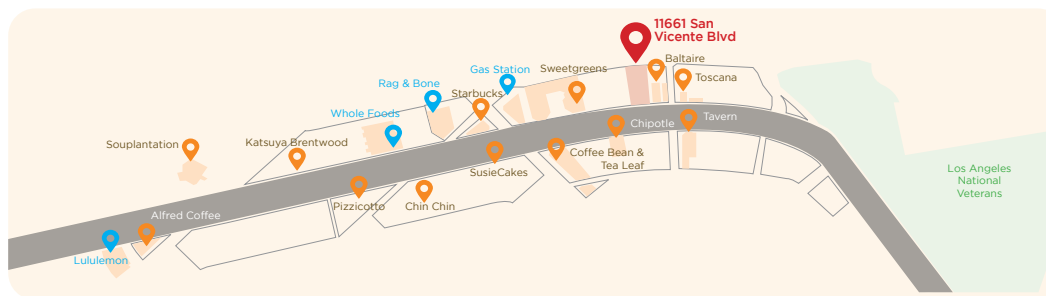 11661 San
Vicente Blvd
Baltaire
Gas Station
Sweetgreens
Toscana
Rag & Bone
Starbucks
Whole Foods
Tavern
Chipotle
Souplantation
Katsuya Brentwood
Coffee Bean &
Tea Leaf
SusieCakes
Los Angeles
National
Veterans
Pizzicotto
Chin Chin
Alfred Coffee
Lululemon